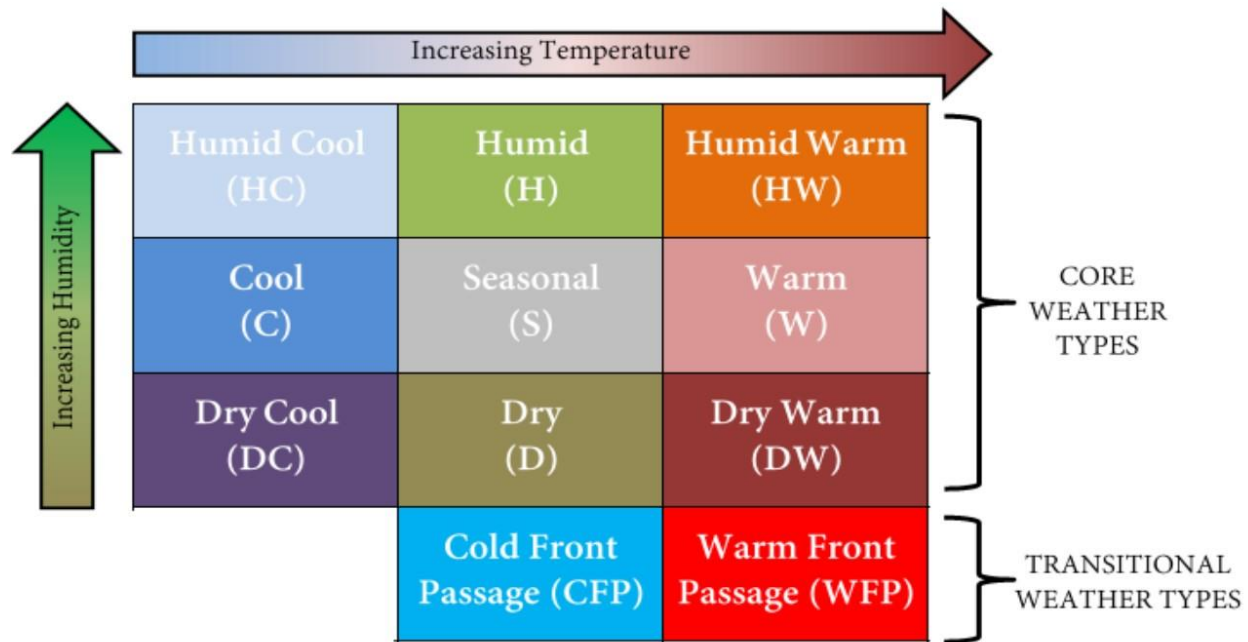 Increasing Temperature
Increasing Humidity
Humid Cool
(HC)
Humid
(H)
Humid Warm
(HW)
Cool
(C)
Seasonal
(S)
Warm
(W)
Dry Cool
(DC)
Dry
(D)
Dry Warm
(DW)
CORE
WEATHER
TYPES
Cold Front
Passage (CFP)
Warm Front
Passage (WFP)
TRANSITIONAL
WEATHER TYPES